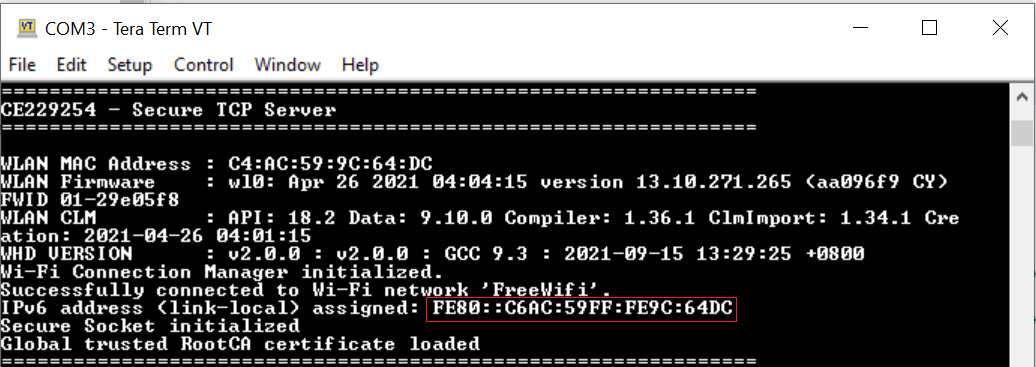 COM3 - Tera Term VT
File Edit Setup Control Window Help
====================================================================
CE229254 - Secure TCP Server
====================================================================
WLAN MAC Address : C4:AC:59:9C:64:DC
WLAN Firmware    : wl0: Apr 26 2021 04:04:15 version 13.10.271.265 (aa096f9 CY)
FWID 01-29e05f8
WLAN CLM         : API: 18.2 Data: 9.10.0 Compiler: 1.36.1 ClmImport: 1.34.1 Cre
ation: 2021-04-26 04:01:15
WHD VERSION      : v2.0.0 : v2.0.0 : GCC 9.3 : 2021-09-15 13:29:25 +0800
Wi-Fi Connection Manager initialized.
Successfully connected to Wi-Fi network 'FreeWifi'.
IPv6 address (link-local) assigned: FE80::C6AC:59FF:FE9C:64DC
Secure Socket initialized
Global trusted RootCA certificate loaded
====================================================================